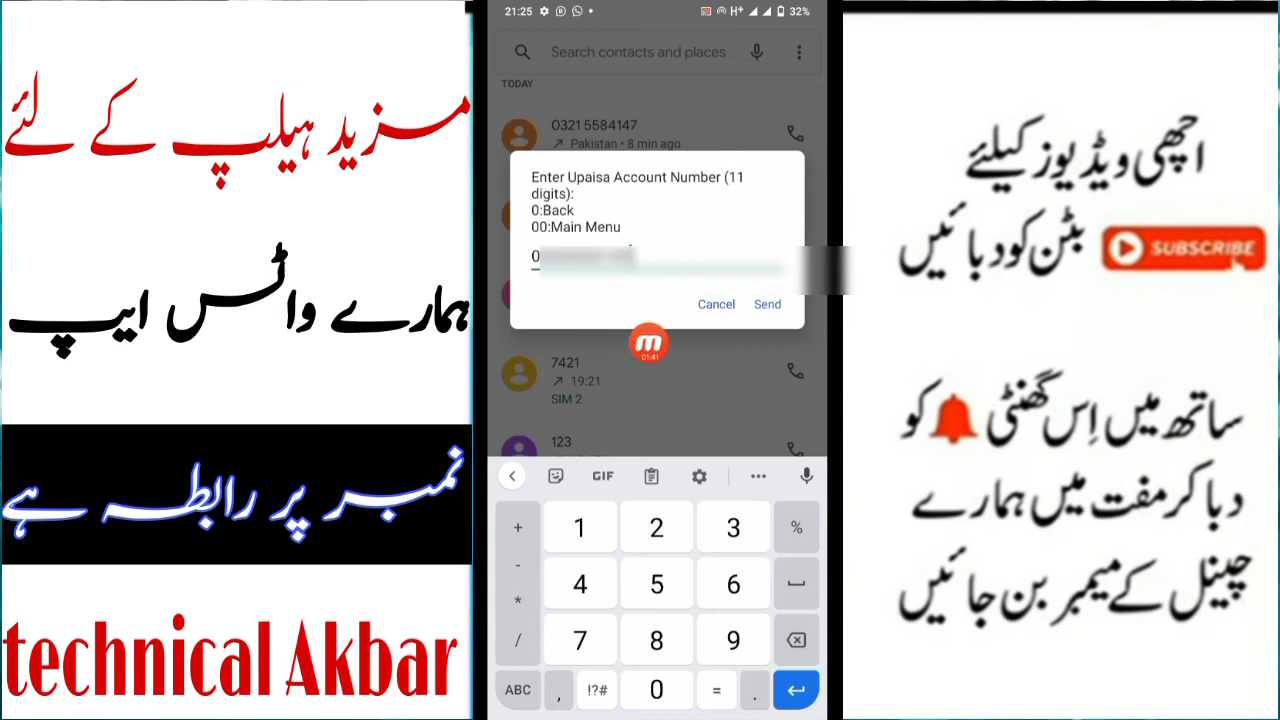 مزید ہیلپ کے لئے
ہمارے واٹس ایپ
نمبر پر رابطہ ہے
technical Akbar
21:25
H+
32%
Search contacts and places
TODAY
0321 5584147
Pakistan • 8 min ago
Enter Upaisa Account Number (11
digits):
0:Back
00:Main Menu
0
Cancel Send
m
01:41
7421
19:21
SIM 2
123
GIF
+ 1 2 3 %
- 4 5 6
*
/ 7 8 9
ABC , !?# 0 = .
اچھی ویڈیوز کیلئے
بٹن کو دبائیں SUBSCRIBE
ساتھ میں اِس گھنٹی کو
دبا کر مفت میں ہمارے
چینل کے میمبر بن جائیں